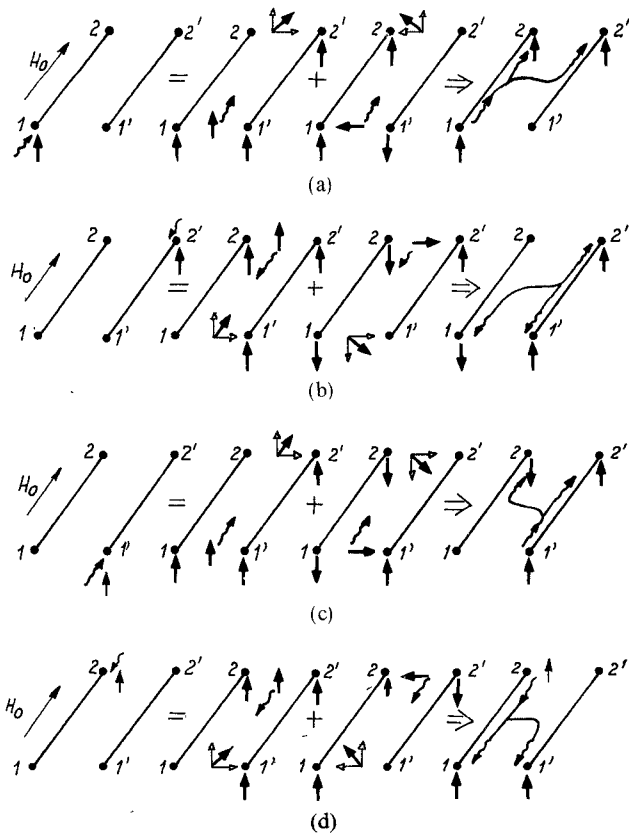 2 2' 2 2' 2 2' 2 2'
H₀ = + ⇒
1 1' 1 1' 1 1' 1 1'
(a)
2 2' 2 2' 2 2' 2 2'
H₀ = + ⇒
1 1' 1 1' 1 1' 1 1'
(b)
2 2' 2 2' 2 2' 2 2'
H₀ = + ⇒
1 1' 1 1' 1 1' 1 1'
(c)
2 2' 2 2' 2 2' 2 2'
H₀ = + ⇒
1 1' 1 1' 1 1' 1 1'
(d)